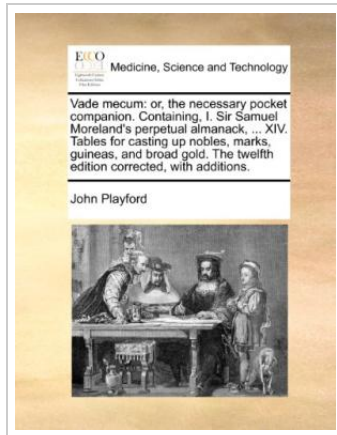 ECCO
Medicine, Science and Technology
Vade mecum: or, the necessary pocket
companion. Containing, I. Sir Samuel
Moreland's perpetual almanack, ... XIV.
Tables for casting up nobles, marks,
guineas, and broad gold. The twelfth
edition corrected, with additions.
John Playford